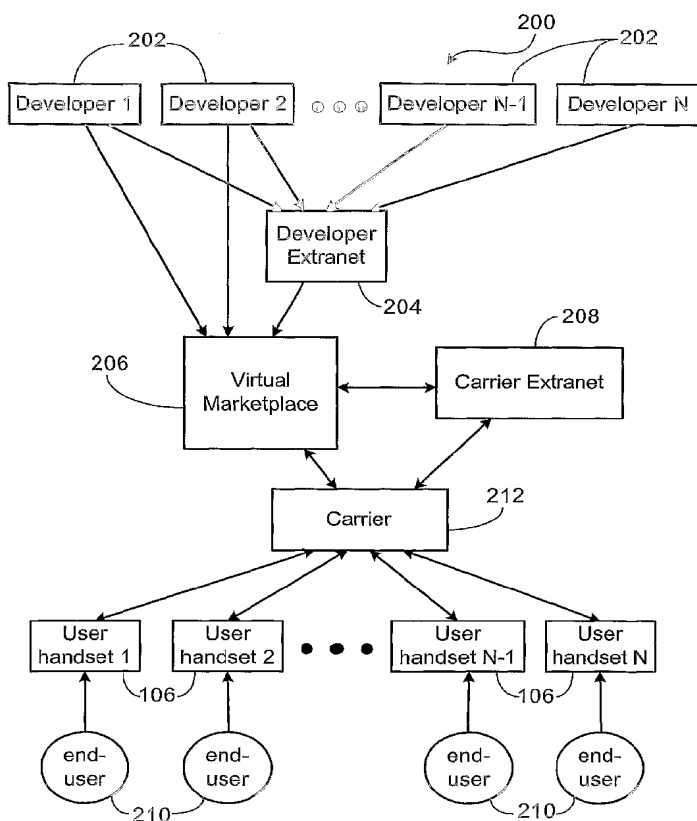 200
202
202
Developer 1
Developer 2
Developer N-1
Developer N
Developer
Extranet
204
208
206
Virtual
Marketplace
Carrier Extranet
212
Carrier
User
handset 1
User
handset 2
User
handset N-1
User
handset N
106
106
end-
user
end-
user
end-
user
end-
user
210
210